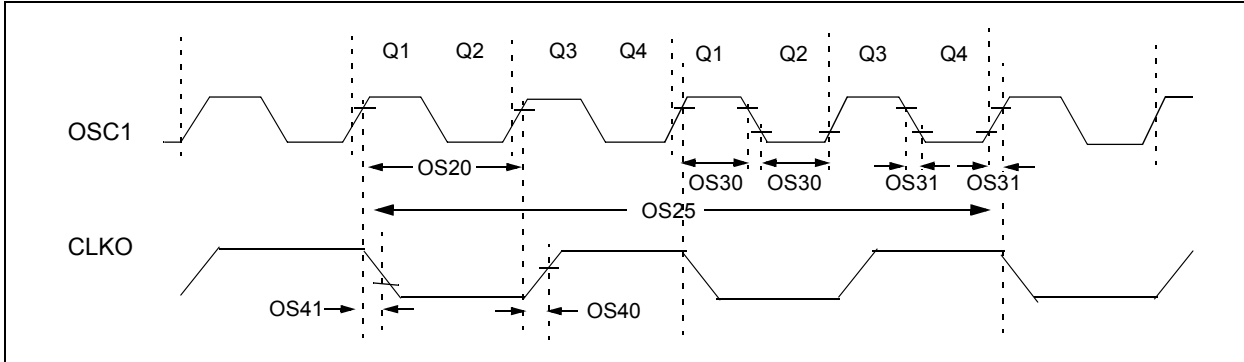 Q1 Q2 Q3 Q4 Q1 Q2 Q3 Q4
OSC1
OS20
OS30 OS30 OS31 OS31
OS25
CLKO
OS41 OS40